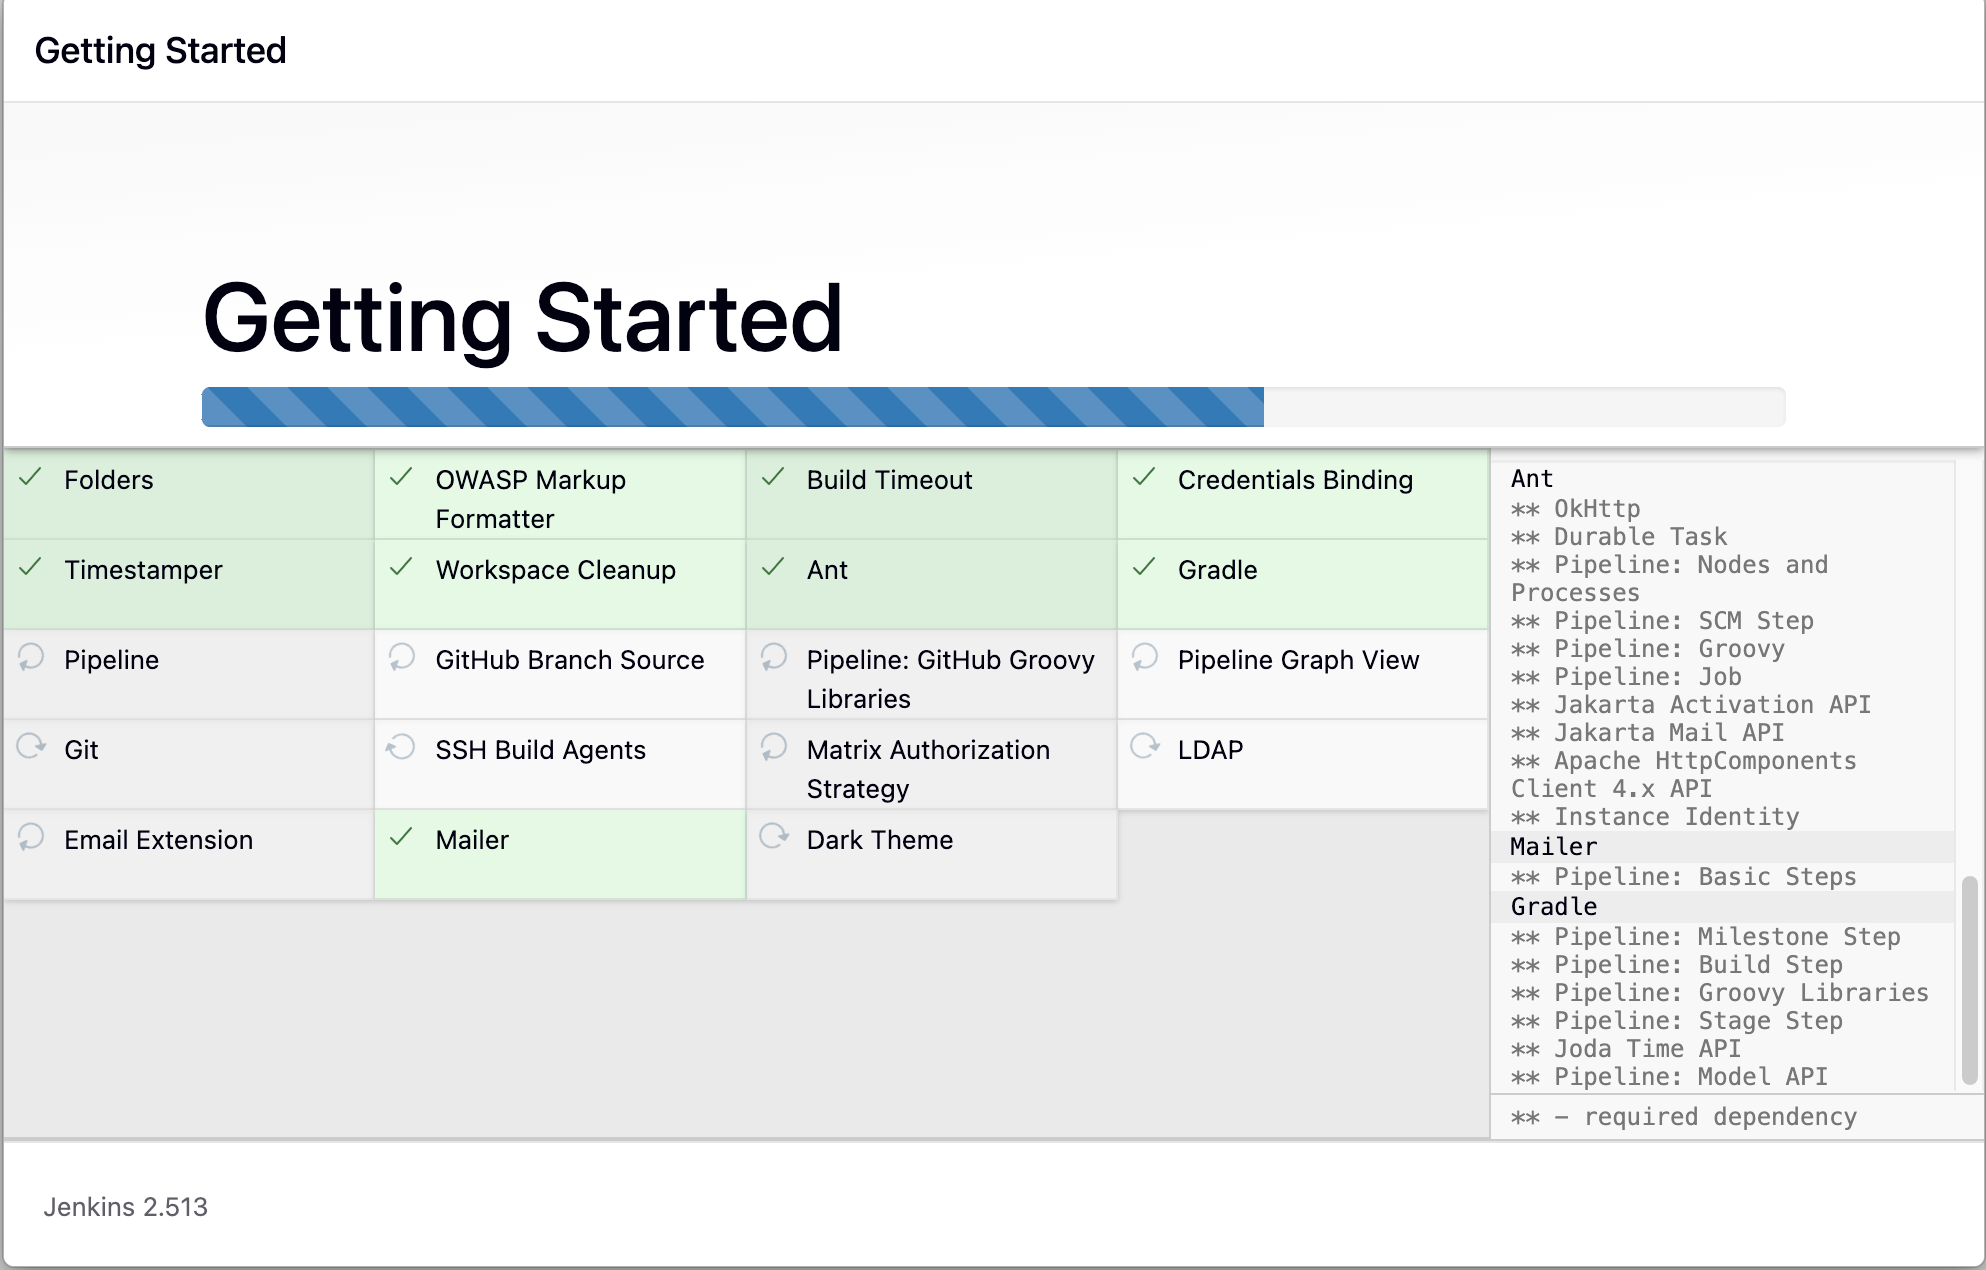 Getting Started
Getting Started
Folders
OWASP Markup
Formatter
Build Timeout
Credentials Binding
Timestamper
Workspace Cleanup
Ant
Gradle
Pipeline
GitHub Branch Source
Pipeline: GitHub Groovy
Libraries
Pipeline Graph View
Git
SSH Build Agents
Matrix Authorization
Strategy
LDAP
Email Extension
Mailer
Dark Theme
Ant
** OkHttp
** Durable Task
** Pipeline: Nodes and
Processes
** Pipeline: SCM Step
** Pipeline: Groovy
** Pipeline: Job
** Jakarta Activation API
** Jakarta Mail API
** Apache HttpComponents
Client 4.x API
** Instance Identity
Mailer
** Pipeline: Basic Steps
Gradle
** Pipeline: Milestone Step
** Pipeline: Build Step
** Pipeline: Groovy Libraries
** Pipeline: Stage Step
** Joda Time API
** Pipeline: Model API
** – required dependency
Jenkins 2.513